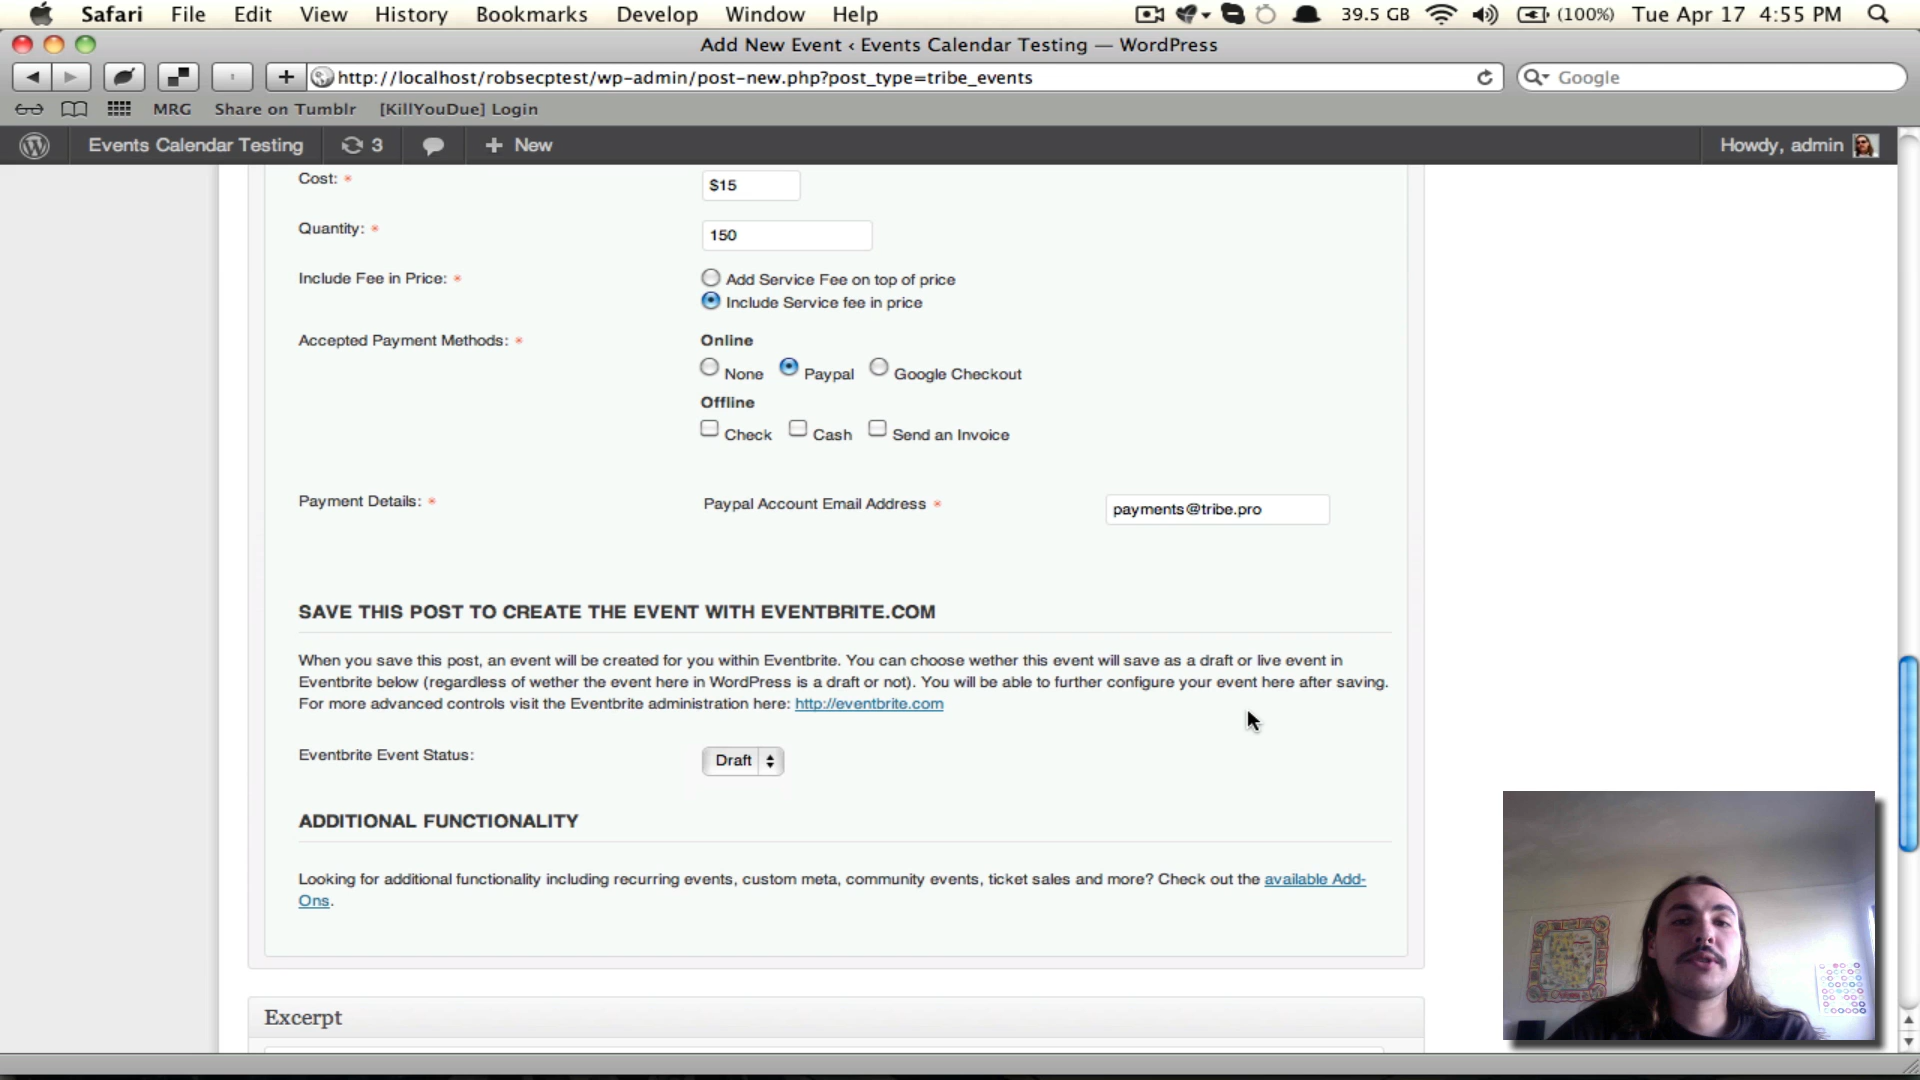 Safari File Edit View History Bookmarks Develop Window Help 39.5 GB (100%) Tue Apr 17 4:55 PM
Add New Event ‹ Events Calendar Testing — WordPress
http://localhost/robsecptest/wp-admin/post-new.php?post_type=tribe_events Google
MRG Share on Tumblr [KillYouDue] Login
Events Calendar Testing 3 + New Howdy, admin
Cost: * $15
Quantity: * 150
Include Fee in Price: * Add Service Fee on top of price
Include Service fee in price
Accepted Payment Methods: * Online
None Paypal Google Checkout
Offline
Check Cash Send an Invoice
Payment Details: * Paypal Account Email Address * payments@tribe.pro
SAVE THIS POST TO CREATE THE EVENT WITH EVENTBRITE.COM
When you save this post, an event will be created for you within Eventbrite. You can choose wether this event will save as a draft or live event in
Eventbrite below (regardless of wether the event here in WordPress is a draft or not). You will be able to further configure your event here after saving.
For more advanced controls visit the Eventbrite administration here: http://eventbrite.com
Eventbrite Event Status: Draft
ADDITIONAL FUNCTIONALITY
Looking for additional functionality including recurring events, custom meta, community events, ticket sales and more? Check out the available Add-
Ons.
Excerpt